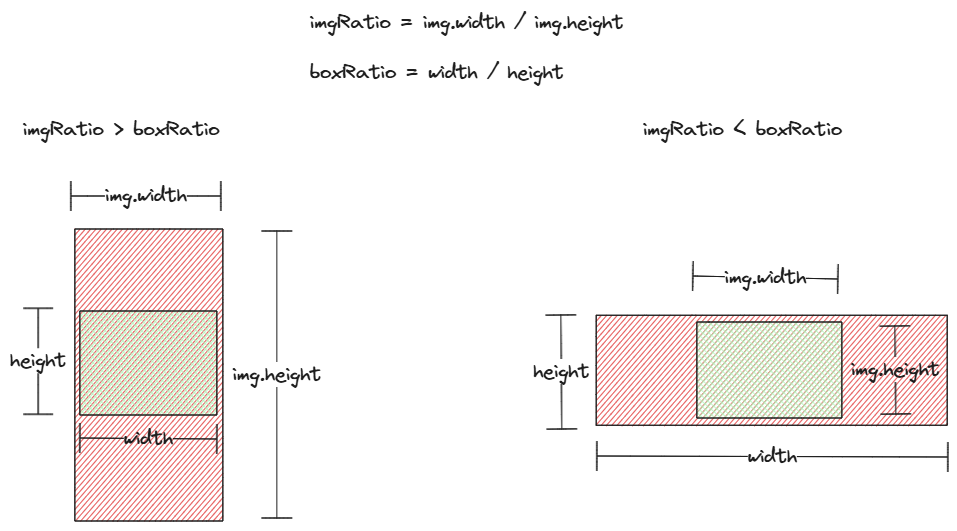 imgRatio = img.width / img.height
boxRatio = width / height
imgRatio > boxRatio
imgRatio < boxRatio
img.width
img.width
height
img.height
height
img.height
width
width